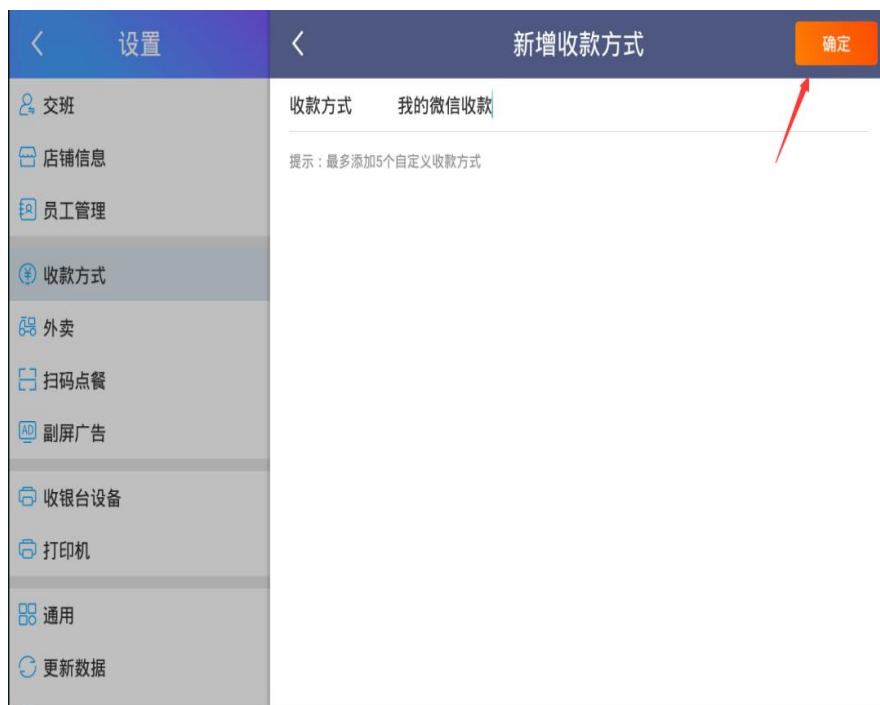 设置
交班
店铺信息
员工管理
收款方式
外卖
扫码点餐
AD 副屏广告
收银台设备
打印机
通用
更新数据
新增收款方式
确定
收款方式 我的微信收款
提示：最多添加5个自定义收款方式